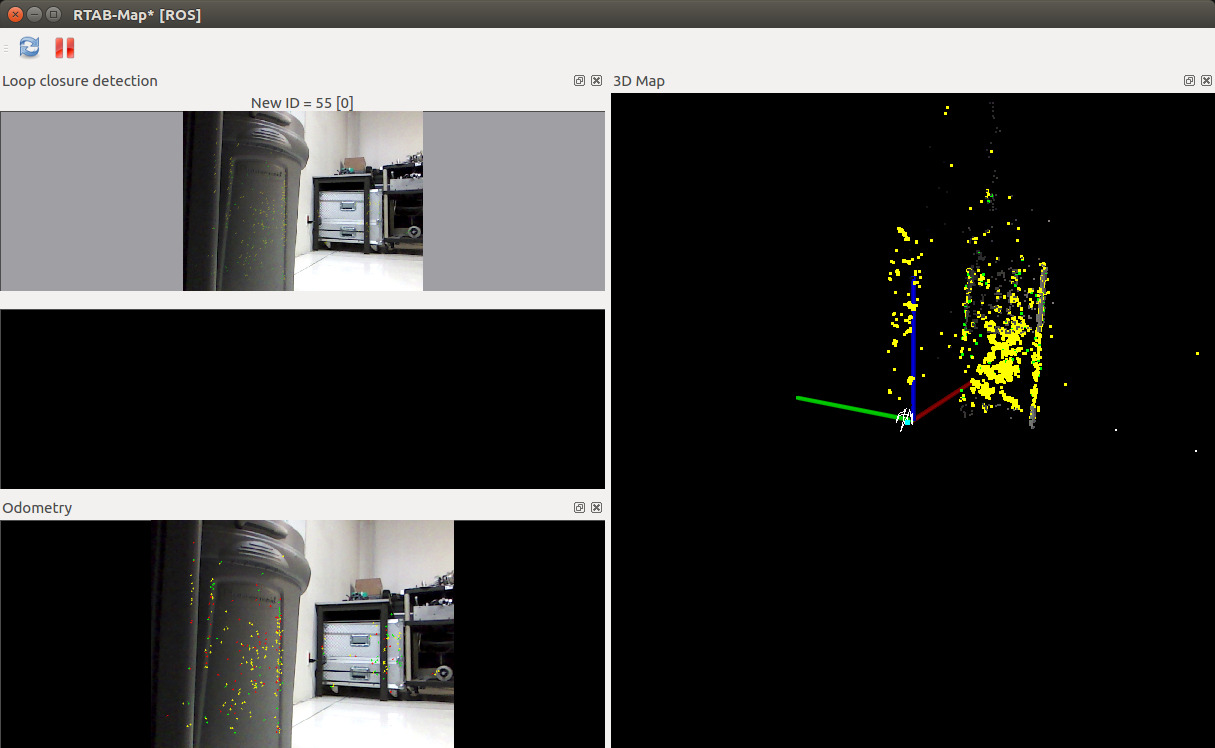 RTAB-Map* [ROS]
Loop closure detection
New ID = 55 [0]
3D Map
Odometry